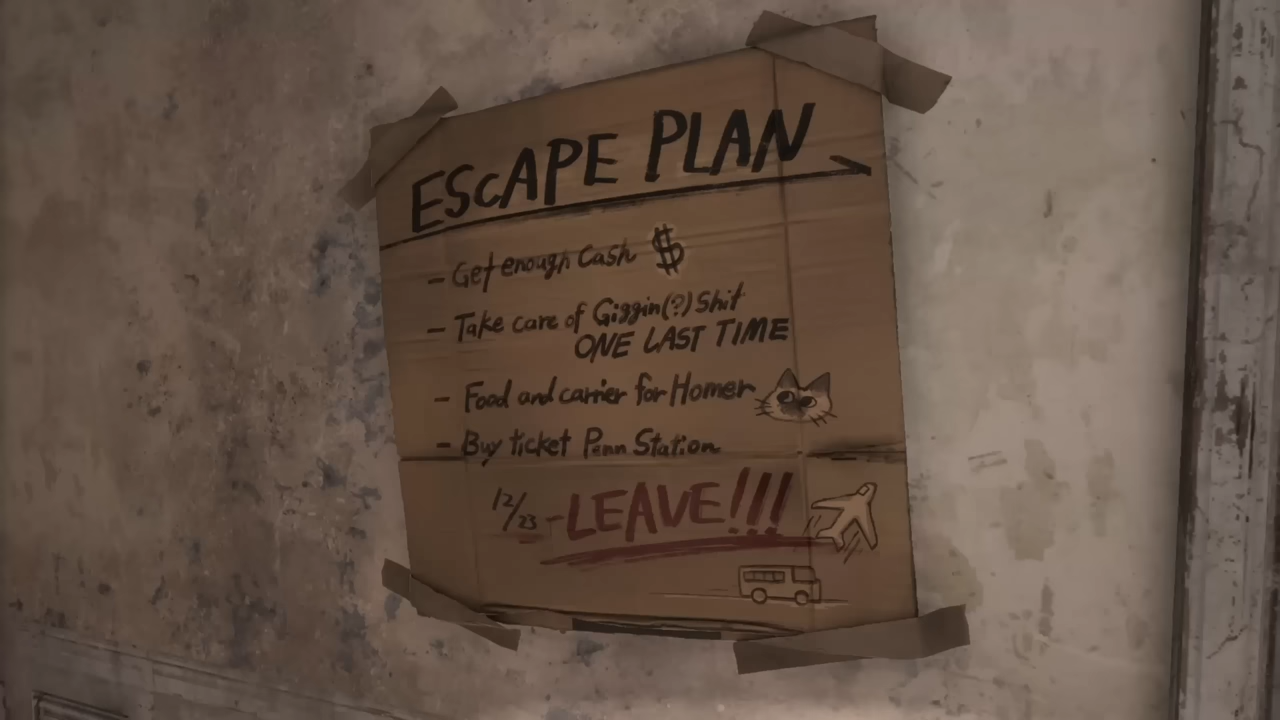 ESCAPE PLAN
- Get enough Cash $
- Take care of Giggin(?) Shit
ONE LAST TIME
- Food and carrier for Homer
- Buy ticket Penn Station
12/23 - LEAVE!!!